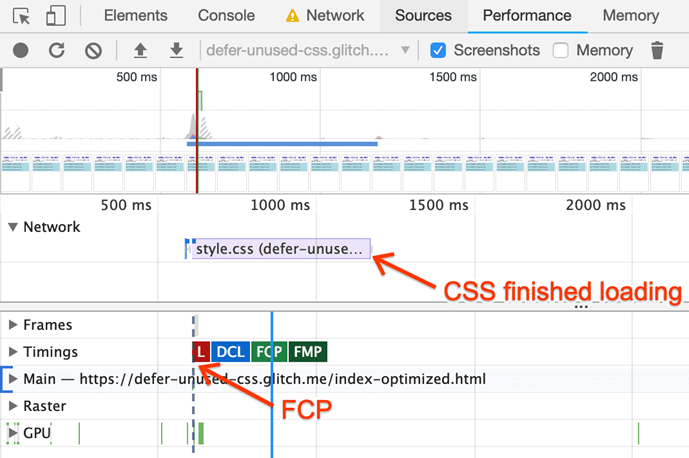 Elements Console Network Sources Performance Memory
defer-unused-css.glitch.... Screenshots Memory
500 ms 1000 ms 1500 ms 2000 ms
500 ms 1000 ms 1500 ms 2000 ms
Network
style.css (defer-unuse...
CSS finished loading
...
Frames
Timings L DCL FCP FMP
Main — https://defer-unused-css.glitch.me/index-optimized.html
Raster
FCP
GPU